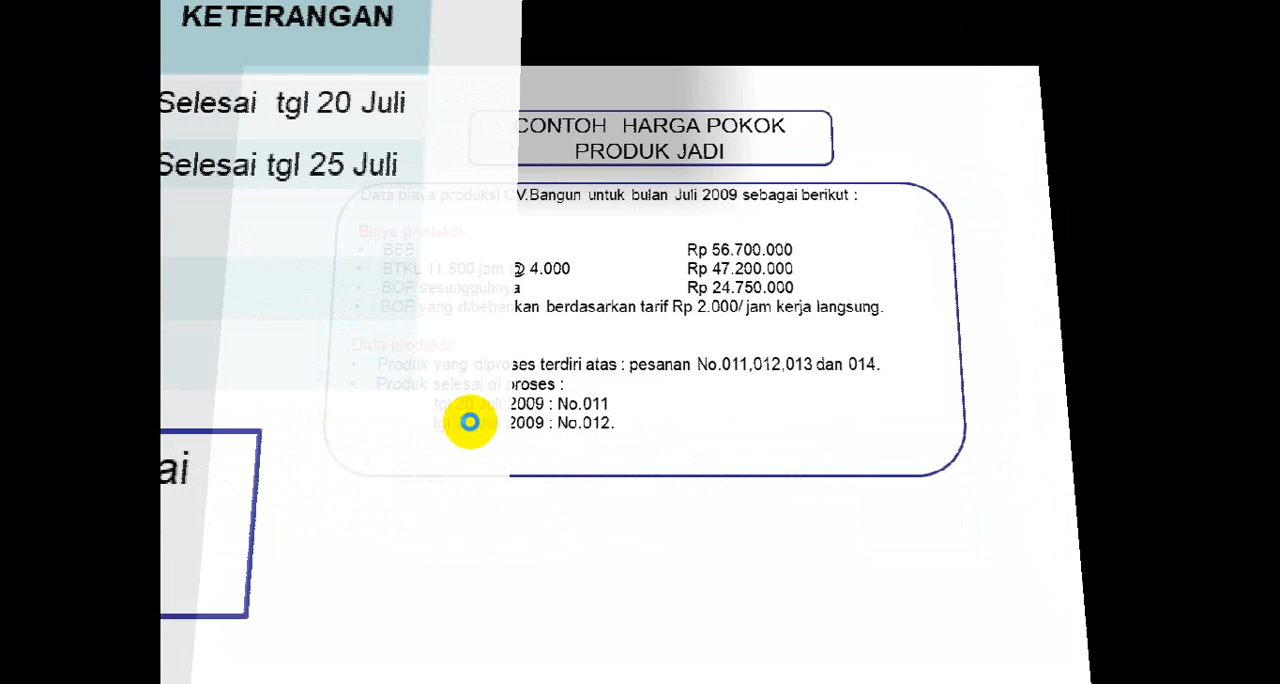 KETERANGAN
Selesai tgl 20 Juli
Selesai tgl 25 Juli
ai
CONTOH HARGA POKOK
PRODUK JADI
Data biaya produksi CV.Bangun untuk bulan Juli 2009 sebagai berikut :
Biaya produksi:
• BBB Rp 56.700.000
• BTKL 11.800 jam @ 4.000 Rp 47.200.000
• BOP sesungguhnya Rp 24.750.000
• BOP yang dibebankan berdasarkan tarif Rp 2.000/ jam kerja langsung.
Data produksi:
• Produk yang diproses terdiri atas : pesanan No.011,012,013 dan 014.
• Produk selesai di proses :
tgl 20 Juli 2009 : No.011
tgl 2009 : No.012.